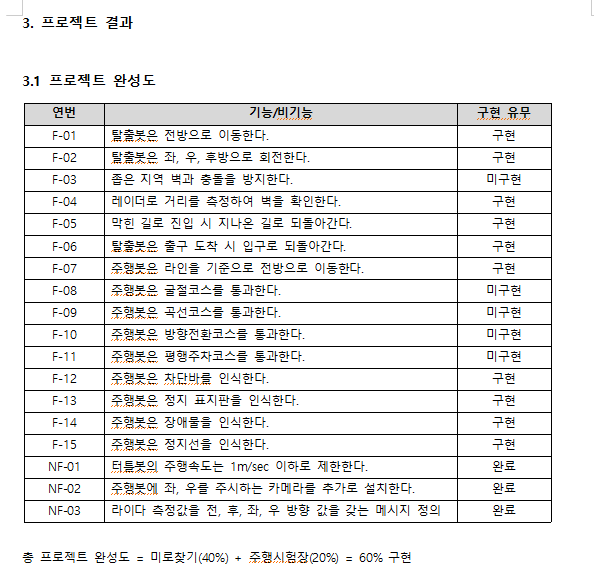 3. 프로젝트 결과
3.1 프로젝트 완성도
연번 기능/비기능 구현 유무
F-01 탈출봇은 전방으로 이동한다. 구현
F-02 탈출봇은 좌, 우, 후방으로 회전한다. 구현
F-03 좁은 지역 벽과 충돌을 방지한다. 미구현
F-04 레이더로 거리를 측정하여 벽을 확인한다. 구현
F-05 막힌 길로 진입 시 지나온 길로 되돌아간다. 구현
F-06 탈출봇은 출구 도착 시 입구로 되돌아간다. 구현
F-07 주행봇은 라인을 기준으로 전방으로 이동한다. 구현
F-08 주행봇은 굴절코스를 통과한다. 미구현
F-09 주행봇은 곡선코스를 통과한다. 미구현
F-10 주행봇은 방향전환코스를 통과한다. 미구현
F-11 주행봇은 평행주차코스를 통과한다. 미구현
F-12 주행봇은 차단바를 인식한다. 구현
F-13 주행봇은 정지 표지판을 인식한다. 구현
F-14 주행봇은 장애물을 인식한다. 구현
F-15 주행봇은 정지선을 인식한다. 구현
NF-01 터틀봇의 주행속도는 1m/sec 이하로 제한한다. 완료
NF-02 주행봇에 좌, 우를 주시하는 카메라를 추가로 설치한다. 완료
NF-03 라이다 측정값을 전, 후, 좌, 우 방향 값을 갖는 메시지 정의 완료
총 프로젝트 완성도 = 미로찾기(40%) + 주행시험장(20%) = 60% 구현